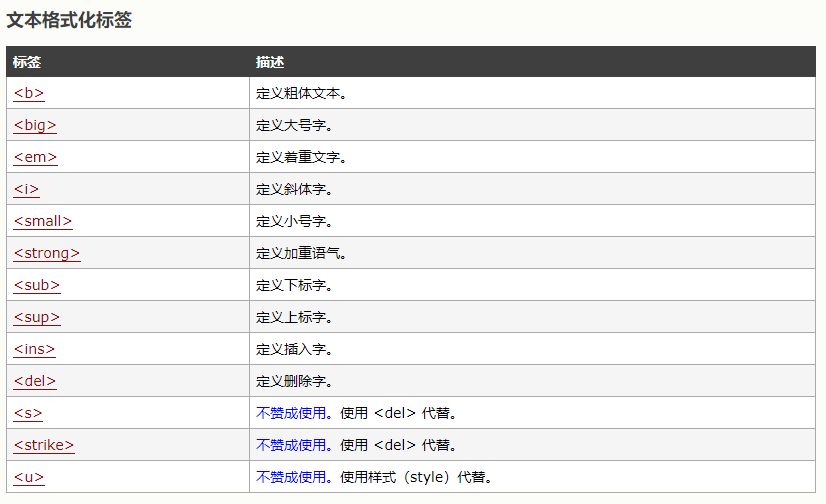 文本格式化标签
标签 描述
<b> 定义粗体文本。
<big> 定义大号字。
<em> 定义着重文字。
<i> 定义斜体字。
<small> 定义小号字。
<strong> 定义加重语气。
<sub> 定义下标字。
<sup> 定义上标字。
<ins> 定义插入字。
<del> 定义删除字。
<s> 不赞成使用。使用 <del> 代替。
<strike> 不赞成使用。使用 <del> 代替。
<u> 不赞成使用。使用样式（style）代替。